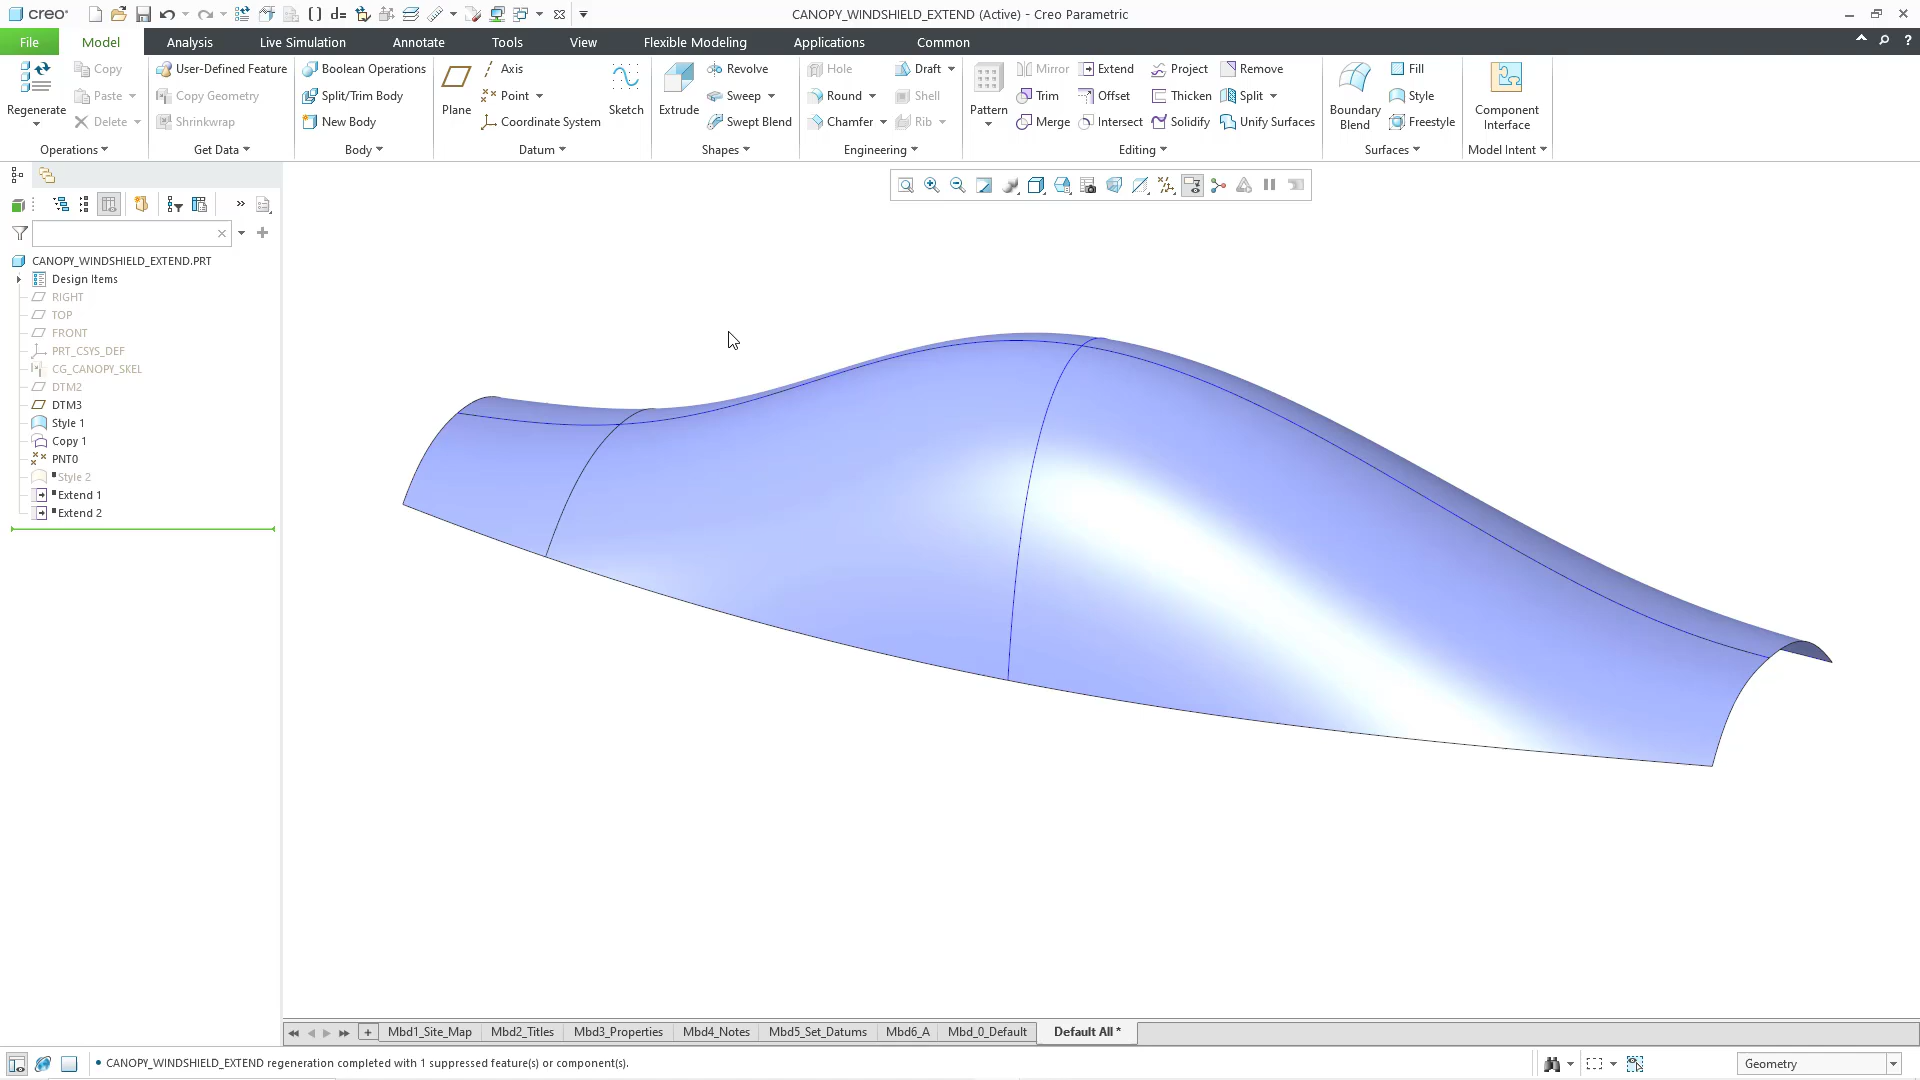 creo
CANOPY_WINDSHIELD_EXTEND (Active) - Creo Parametric
File Model Analysis Live Simulation Annotate Tools View Flexible Modeling Applications Common
Regenerate
Copy
Paste
Delete
Operations
User-Defined Feature
Copy Geometry
Shrinkwrap
Get Data
Boolean Operations
Split/Trim Body
New Body
Body
Plane
Axis
Point
Coordinate System
Sketch
Datum
Extrude
Revolve
Sweep
Swept Blend
Shapes
Hole
Round
Chamfer
Draft
Shell
Rib
Engineering
Pattern
Mirror
Trim
Merge
Extend
Offset
Intersect
Project
Thicken
Solidify
Remove
Split
Unify Surfaces
Editing
Boundary
Blend
Fill
Style
Freestyle
Surfaces
Component
Interface
Model Intent
CANOPY_WINDSHIELD_EXTEND.PRT
Design Items
RIGHT
TOP
FRONT
PRT_CSYS_DEF
CG_CANOPY_SKEL
DTM2
DTM3
Style 1
Copy 1
PNT0
Style 2
Extend 1
Extend 2
Mbd1_Site_Map Mbd2_Titles Mbd3_Properties Mbd4_Notes Mbd5_Set_Datums Mbd6_A Mbd_0_Default Default All *
• CANOPY_WINDSHIELD_EXTEND regeneration completed with 1 suppressed feature(s) or component(s).
Geometry